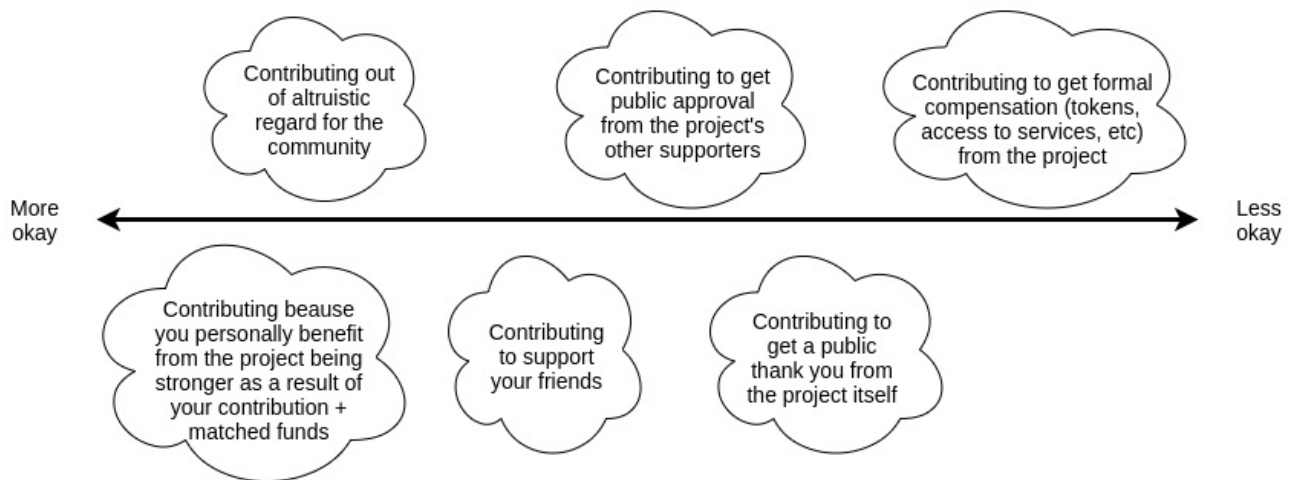 Contributing out
of altruistic
regard for the
community
Contributing to get
public approval
from the project's
other supporters
Contributing to get formal
compensation (tokens,
access to services, etc)
from the project
More
okay
Less
okay
Contributing beause
you personally benefit
from the project being
stronger as a result of
your contribution +
matched funds
Contributing
to support
your friends
Contributing to
get a public
thank you from
the project itself